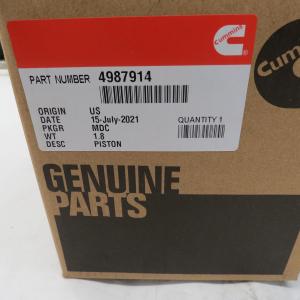 Cummins
PART NUMBER 4987914
ORIGIN US
DATE 15-July-2021
QUANTITY 1
PKGR MDC
WT 1.8
DESC PISTON
GENUINE
PARTS
Cummins